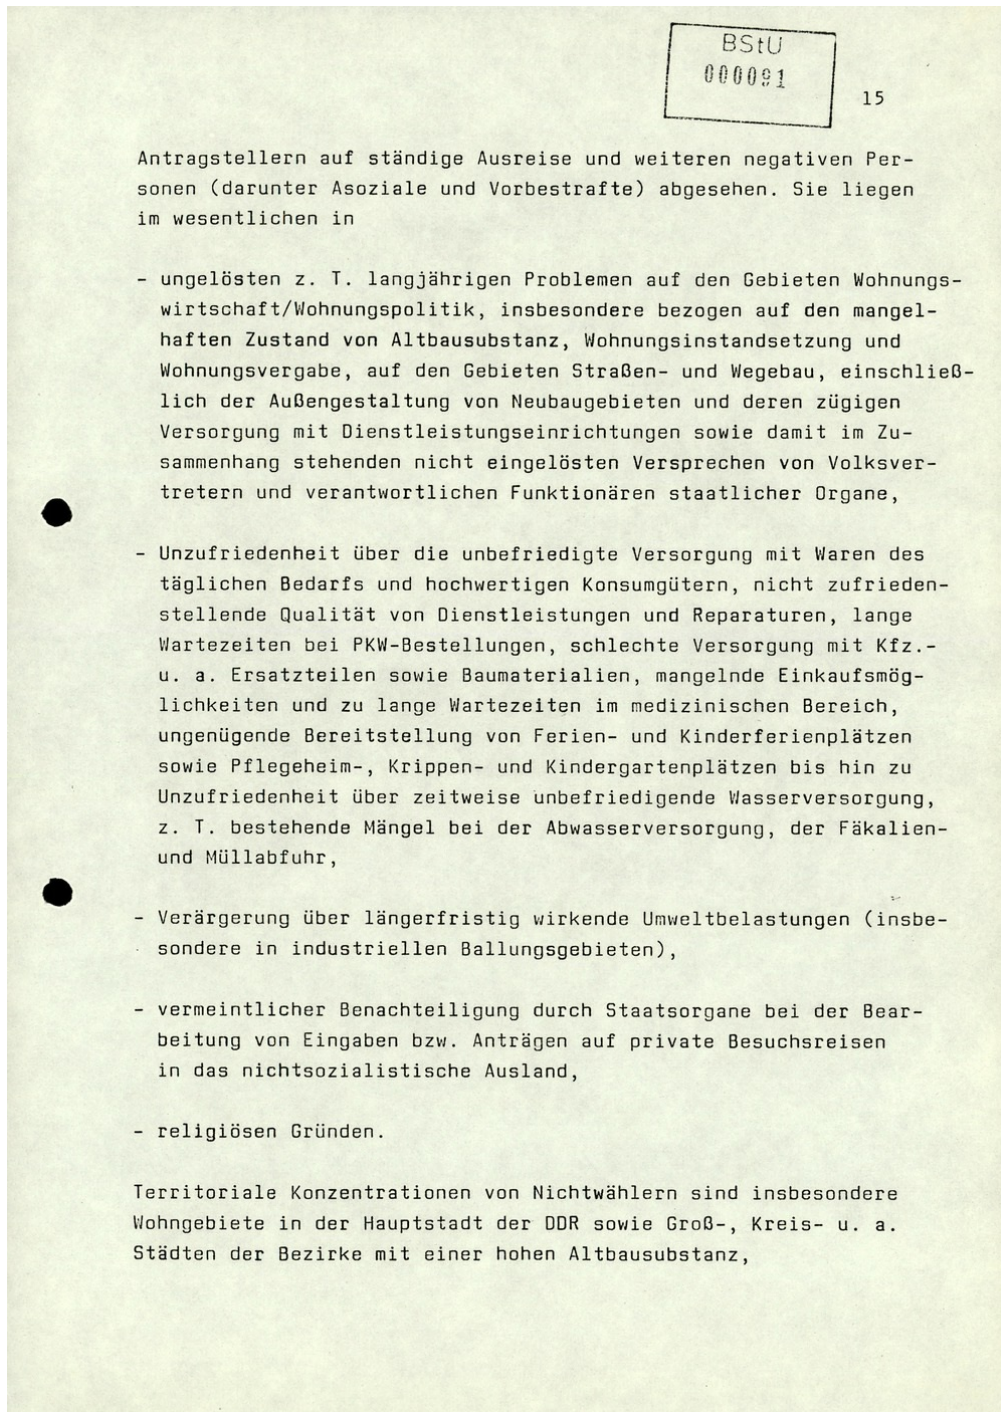 BStU
000091
15
Antragstellern auf ständige Ausreise und weiteren negativen Per-
sonen (darunter Asoziale und Vorbestrafte) abgesehen. Sie liegen
im wesentlichen in
- ungelösten z. T. langjährigen Problemen auf den Gebieten Wohnungs-
wirtschaft/Wohnungspolitik, insbesondere bezogen auf den mangel-
haften Zustand von Altbausubstanz, Wohnungsinstandsetzung und
Wohnungsvergabe, auf den Gebieten Straßen- und Wegebau, einschließ-
lich der Außengestaltung von Neubaugebieten und deren zügigen
Versorgung mit Dienstleistungseinrichtungen sowie damit im Zu-
sammenhang stehenden nicht eingelösten Versprechen von Volksver-
tretern und verantwortlichen Funktionären staatlicher Organe,
- Unzufriedenheit über die unbefriedigte Versorgung mit Waren des
täglichen Bedarfs und hochwertigen Konsumgütern, nicht zufrieden-
stellende Qualität von Dienstleistungen und Reparaturen, lange
Wartezeiten bei PKW-Bestellungen, schlechte Versorgung mit Kfz.-
u. a. Ersatzteilen sowie Baumaterialien, mangelnde Einkaufsmög-
lichkeiten und zu lange Wartezeiten im medizinischen Bereich,
ungenügende Bereitstellung von Ferien- und Kinderferienplätzen
sowie Pflegeheim-, Krippen- und Kindergartenplätzen bis hin zu
Unzufriedenheit über zeitweise unbefriedigende Wasserversorgung,
z. T. bestehende Mängel bei der Abwasserversorgung, der Fäkalien-
und Müllabfuhr,
- Verärgerung über längerfristig wirkende Umweltbelastungen (insbe-
sondere in industriellen Ballungsgebieten),
- vermeintlicher Benachteiligung durch Staatsorgane bei der Bear-
beitung von Eingaben bzw. Anträgen auf private Besuchsreisen
in das nichtsozialistische Ausland,
- religiösen Gründen.
Territoriale Konzentrationen von Nichtwählern sind insbesondere
Wohngebiete in der Hauptstadt der DDR sowie Groß-, Kreis- u. a.
Städten der Bezirke mit einer hohen Altbausubstanz,